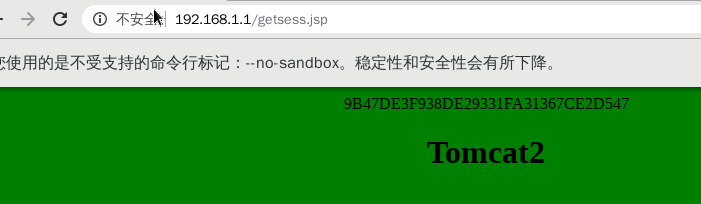 不安全 192.168.1.1/getsess.jsp
您使用的是不受支持的命令行标记：--no-sandbox。稳定性和安全性会有所下降。
9B47DE3F938DE29331FA31367CE2D547
Tomcat2